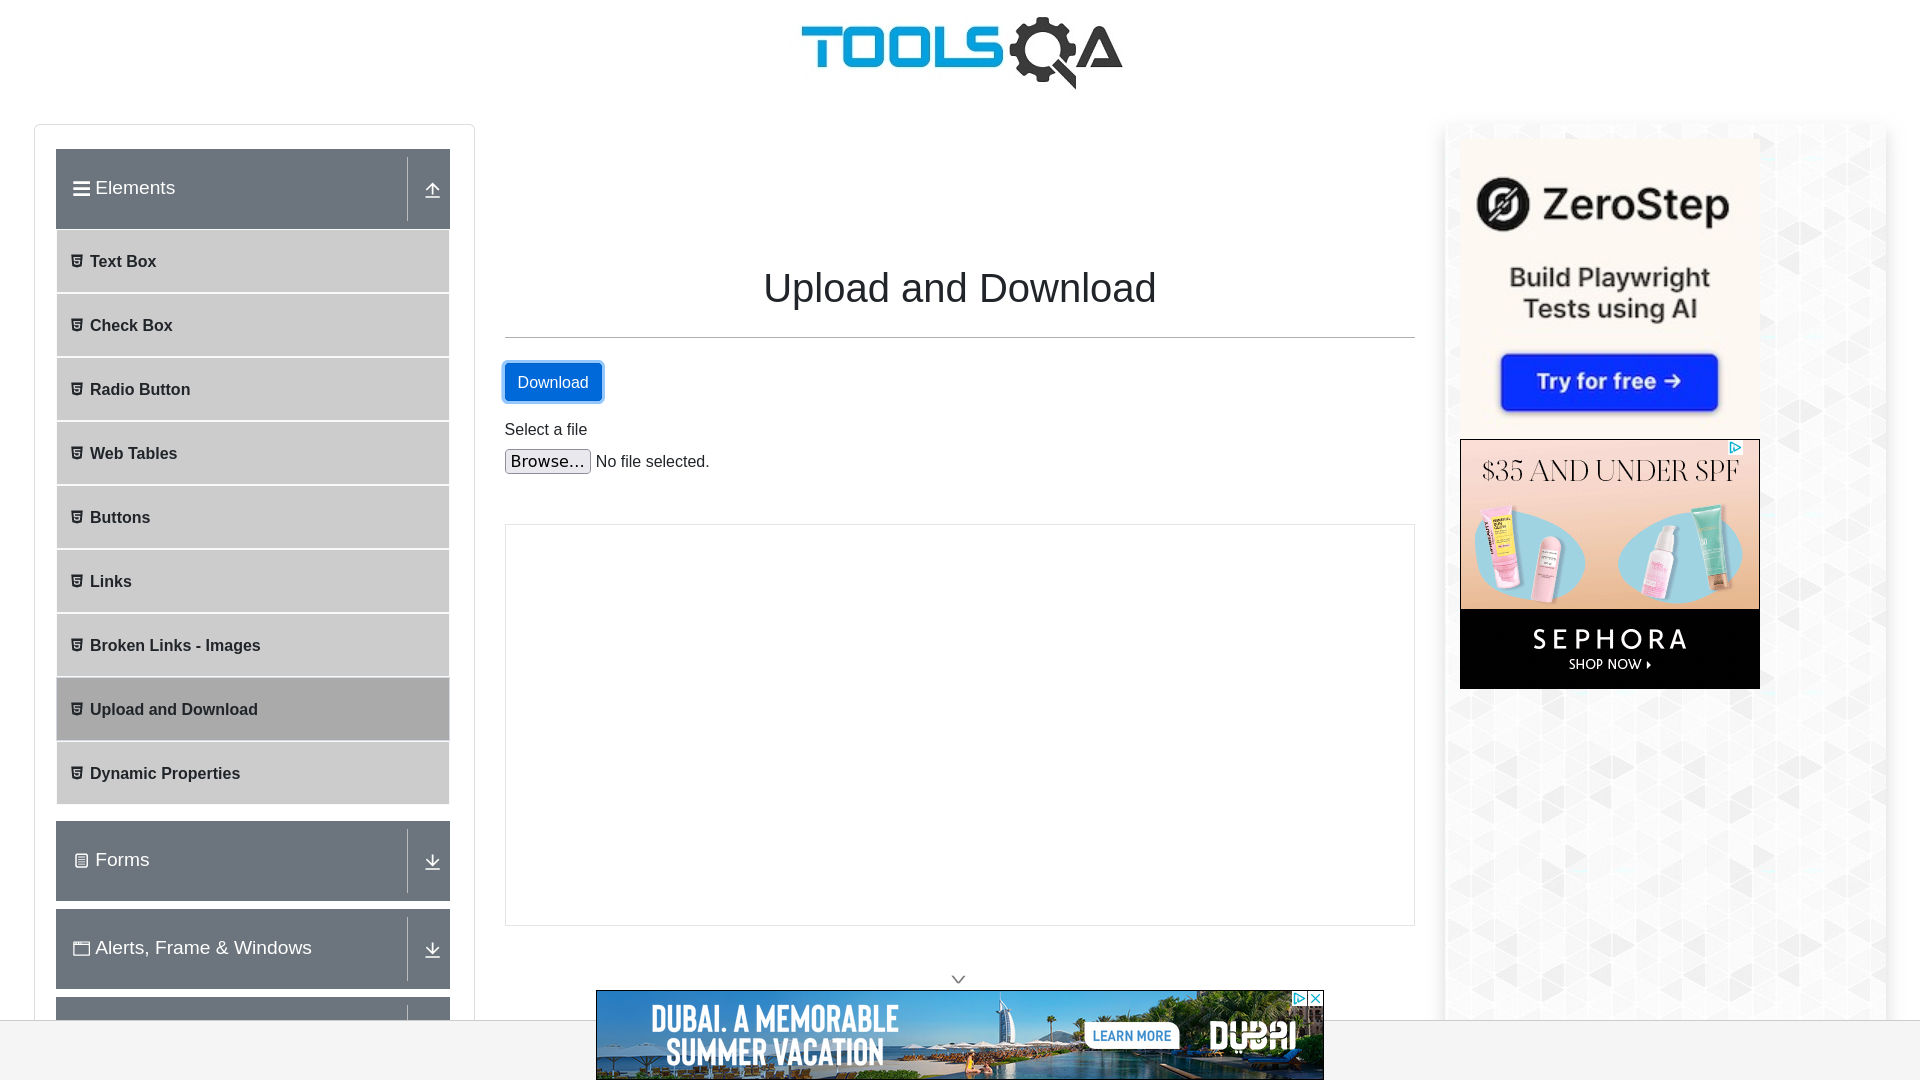 TOOLSQA
Elements
Text Box
Check Box
Radio Button
Web Tables
Buttons
Links
Broken Links - Images
Upload and Download
Dynamic Properties
Forms
Alerts, Frame & Windows
Upload and Download
Download
Select a file
Browse... No file selected.
ZeroStep
Build Playwright
Tests using AI
Try for free →
$35 AND UNDER SPF
SEPHORA
SHOP NOW
DUBAI. A MEMORABLE
SUMMER VACATION
LEARN MORE
DUBAI